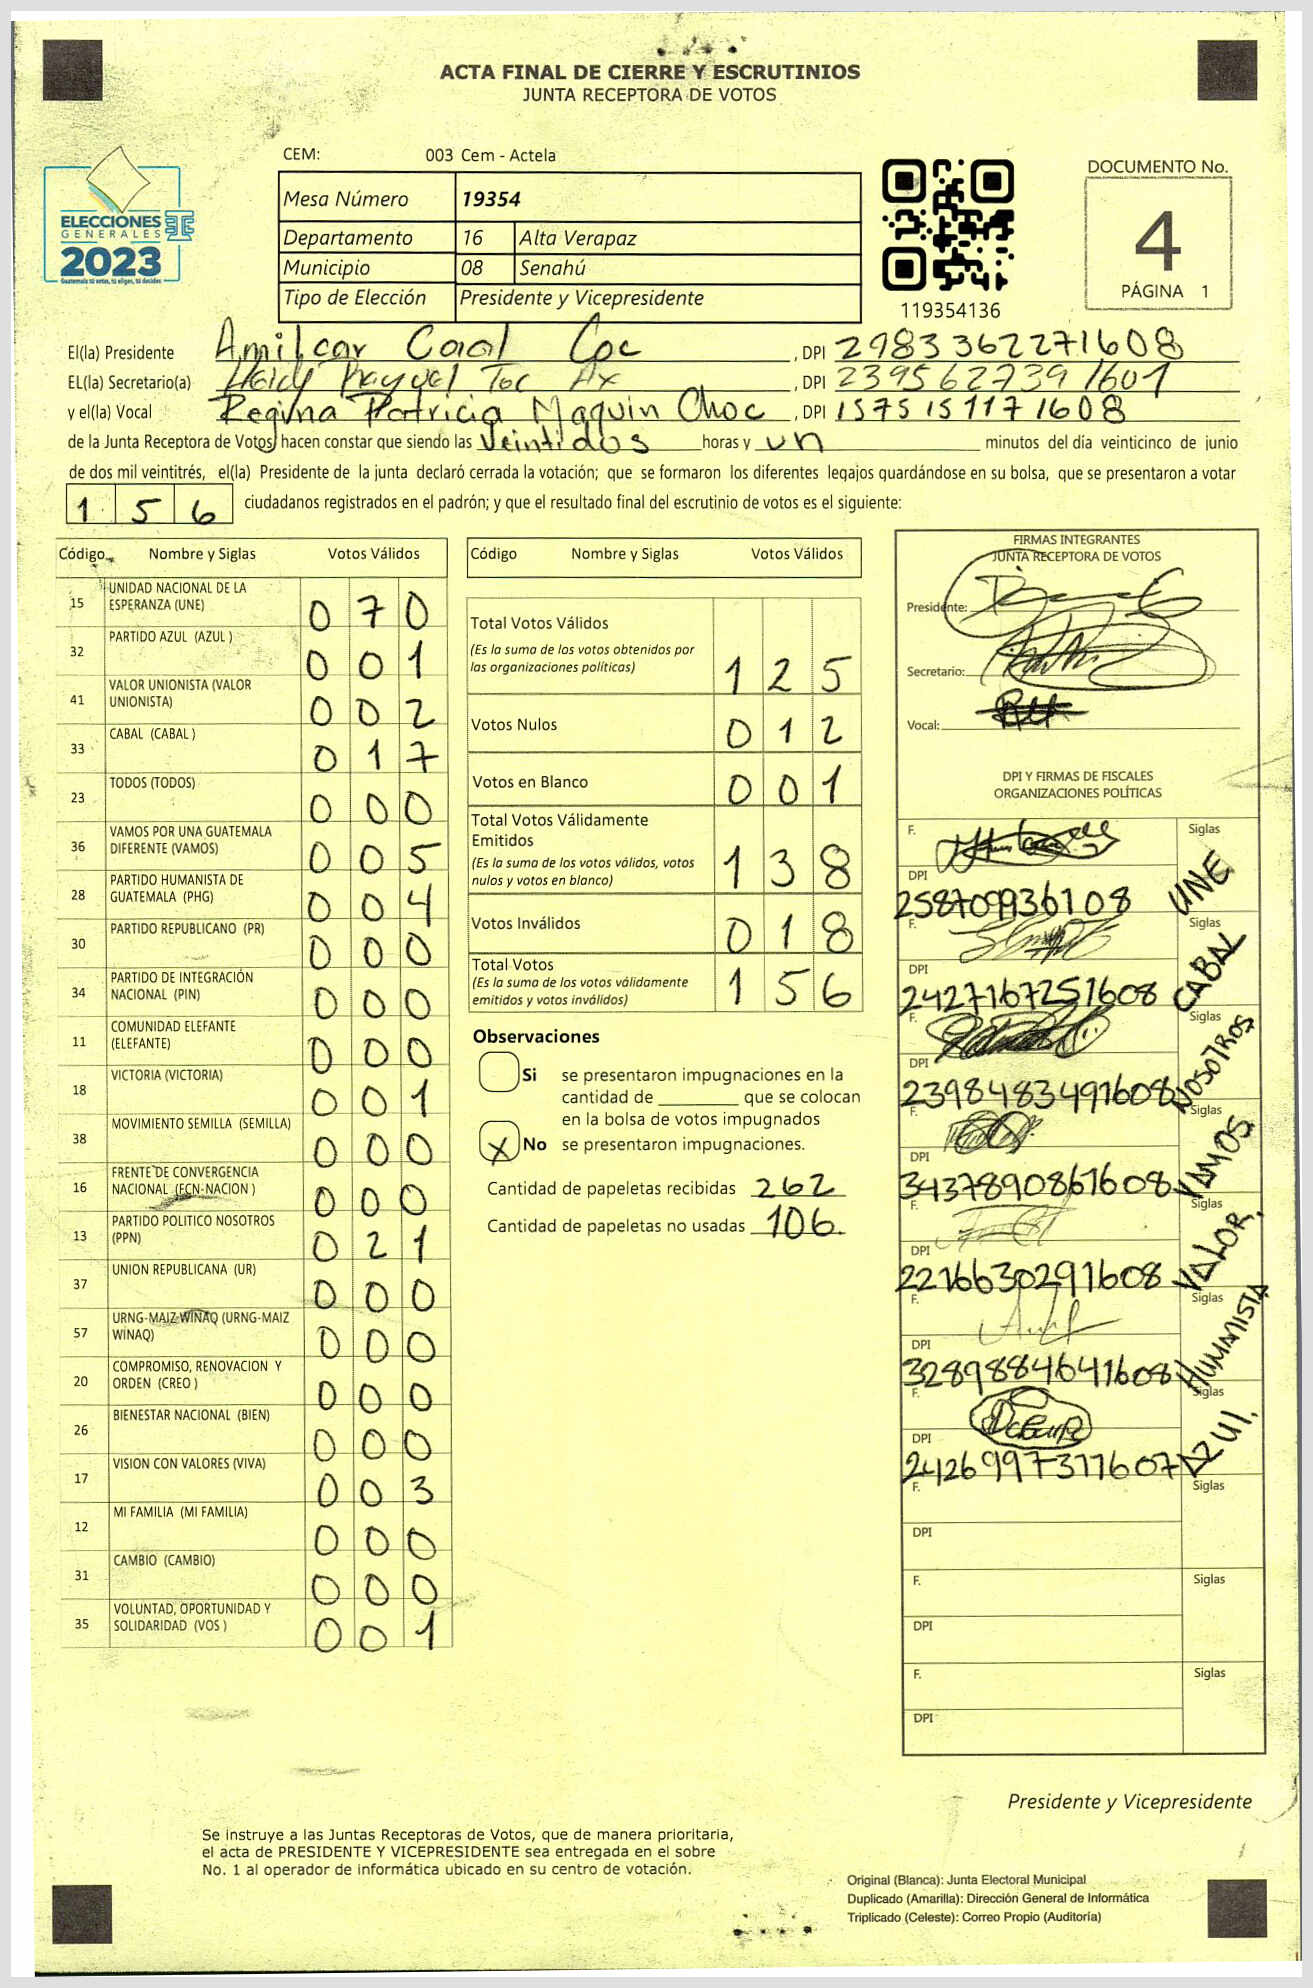 ACTA FINAL DE CIERRE Y ESCRUTINIOS
JUNTA RECEPTORA DE VOTOS
ELECCIONES
GENERALES
2023
Guatemala tú votas, tú eliges, tú decides
CEM: 003 Cem - Actela
Mesa Número 19354
Departamento 16 Alta Verapaz
Municipio 08 Senahú
Tipo de Elección Presidente y Vicepresidente
119354136
DOCUMENTO No.
4
PÁGINA 1
El(la) Presidente Amilcar Caal Coc , DPI 2983362271608
EL(la) Secretario(a) Heidy Toc Ax , DPI 2395627391601
y el(la) Vocal Regina Patricia Maquin Choc , DPI 1575151171608
de la Junta Receptora de Votos, hacen constar que siendo las veintidos horas y un minutos del día veinticinco de junio
de dos mil veintitrés, el(la) Presidente de la junta declaró cerrada la votación; que se formaron los diferentes legajos quardándose en su bolsa, que se presentaron a votar
1 5 6 ciudadanos registrados en el padrón; y que el resultado final del escrutinio de votos es el siguiente:
Código Nombre y Siglas Votos Válidos
15 UNIDAD NACIONAL DE LA ESPERANZA (UNE) 0 7 0
32 PARTIDO AZUL (AZUL ) 0 0 1
41 VALOR UNIONISTA (VALOR UNIONISTA) 0 0 2
33 CABAL (CABAL ) 0 1 7
23 TODOS (TODOS) 0 0 0
36 VAMOS POR UNA GUATEMALA DIFERENTE (VAMOS) 0 0 5
28 PARTIDO HUMANISTA DE GUATEMALA (PHG) 0 0 4
30 PARTIDO REPUBLICANO (PR) 0 0 0
34 PARTIDO DE INTEGRACIÓN NACIONAL (PIN) 0 0 0
11 COMUNIDAD ELEFANTE (ELEFANTE) 0 0 0
18 VICTORIA (VICTORIA) 0 0 1
38 MOVIMIENTO SEMILLA (SEMILLA) 0 0 0
16 FRENTE DE CONVERGENCIA NACIONAL (FCN-NACION ) 0 0 0
13 PARTIDO POLITICO NOSOTROS (PPN) 0 2 1
37 UNION REPUBLICANA (UR) 0 0 0
57 URNG-MAIZ-WINAQ (URNG-MAIZ WINAQ) 0 0 0
20 COMPROMISO, RENOVACION Y ORDEN (CREO ) 0 0 0
26 BIENESTAR NACIONAL (BIEN) 0 0 0
17 VISION CON VALORES (VIVA) 0 0 3
12 MI FAMILIA (MI FAMILIA) 0 0 0
31 CAMBIO (CAMBIO) 0 0 0
35 VOLUNTAD, OPORTUNIDAD Y SOLIDARIDAD (VOS ) 0 0 1
Código Nombre y Siglas Votos Válidos
Total Votos Válidos
(Es la suma de los votos obtenidos por
las organizaciones políticas) 1 2 5
Votos Nulos 0 1 2
Votos en Blanco 0 0 1
Total Votos Válidamente
Emitidos
(Es la suma de los votos válidos, votos
nulos y votos en blanco) 1 3 8
Votos Inválidos 0 1 8
Total Votos
(Es la suma de los votos válidamente
emitidos y votos inválidos) 1 5 6
Observaciones
Si se presentaron impugnaciones en la
cantidad de ________ que se colocan
en la bolsa de votos impugnados
X No se presentaron impugnaciones.
Cantidad de papeletas recibidas 262
Cantidad de papeletas no usadas 106
FIRMAS INTEGRANTES
JUNTA RECEPTORA DE VOTOS
Presidente:
Secretario:
Vocal:
DPI Y FIRMAS DE FISCALES
ORGANIZACIONES POLÍTICAS
F. Siglas
DPI UNE
F. Siglas
DPI 2427167251608 CABAL
F. Siglas
DPI 2398483491608 NOSOTROS
F. Siglas
DPI 3437890861608 VAMOS
F. Siglas
DPI 2216630291608 VALOR
F. Siglas
DPI 3289884641608 HUMANISTA
F. Siglas
DPI 2426997311607 AZUL
F. Siglas
DPI
F. Siglas
DPI
F. Siglas
DPI
Presidente y Vicepresidente
Se instruye a las Juntas Receptoras de Votos, que de manera prioritaria,
el acta de PRESIDENTE Y VICEPRESIDENTE sea entregada en el sobre
No. 1 al operador de informática ubicado en su centro de votación.
Original (Blanca): Junta Electoral Municipal
Duplicado (Amarilla): Dirección General de Informática
Triplicado (Celeste): Correo Propio (Auditoría)